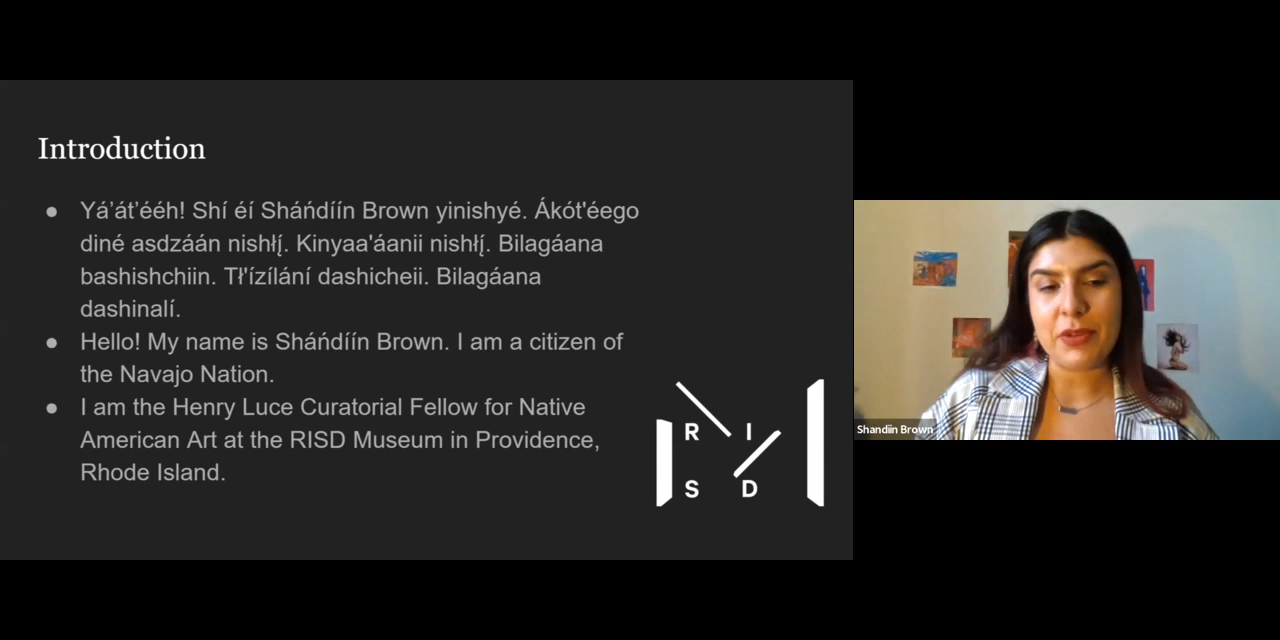 Introduction
● Yá'át'ééh! Shí éí Sháńdíín Brown yinishyé. Ákót'éego
diné asdzáán nishłį́. Kinyaa'áanii nishłį́. Bilagáana
bashishchiin. Tł'ízílání dashicheii. Bilagáana
dashinalí.
● Hello! My name is Sháńdíín Brown. I am a citizen of
the Navajo Nation.
● I am the Henry Luce Curatorial Fellow for Native
American Art at the RISD Museum in Providence,
Rhode Island.
R I
S D
Shandiin Brown